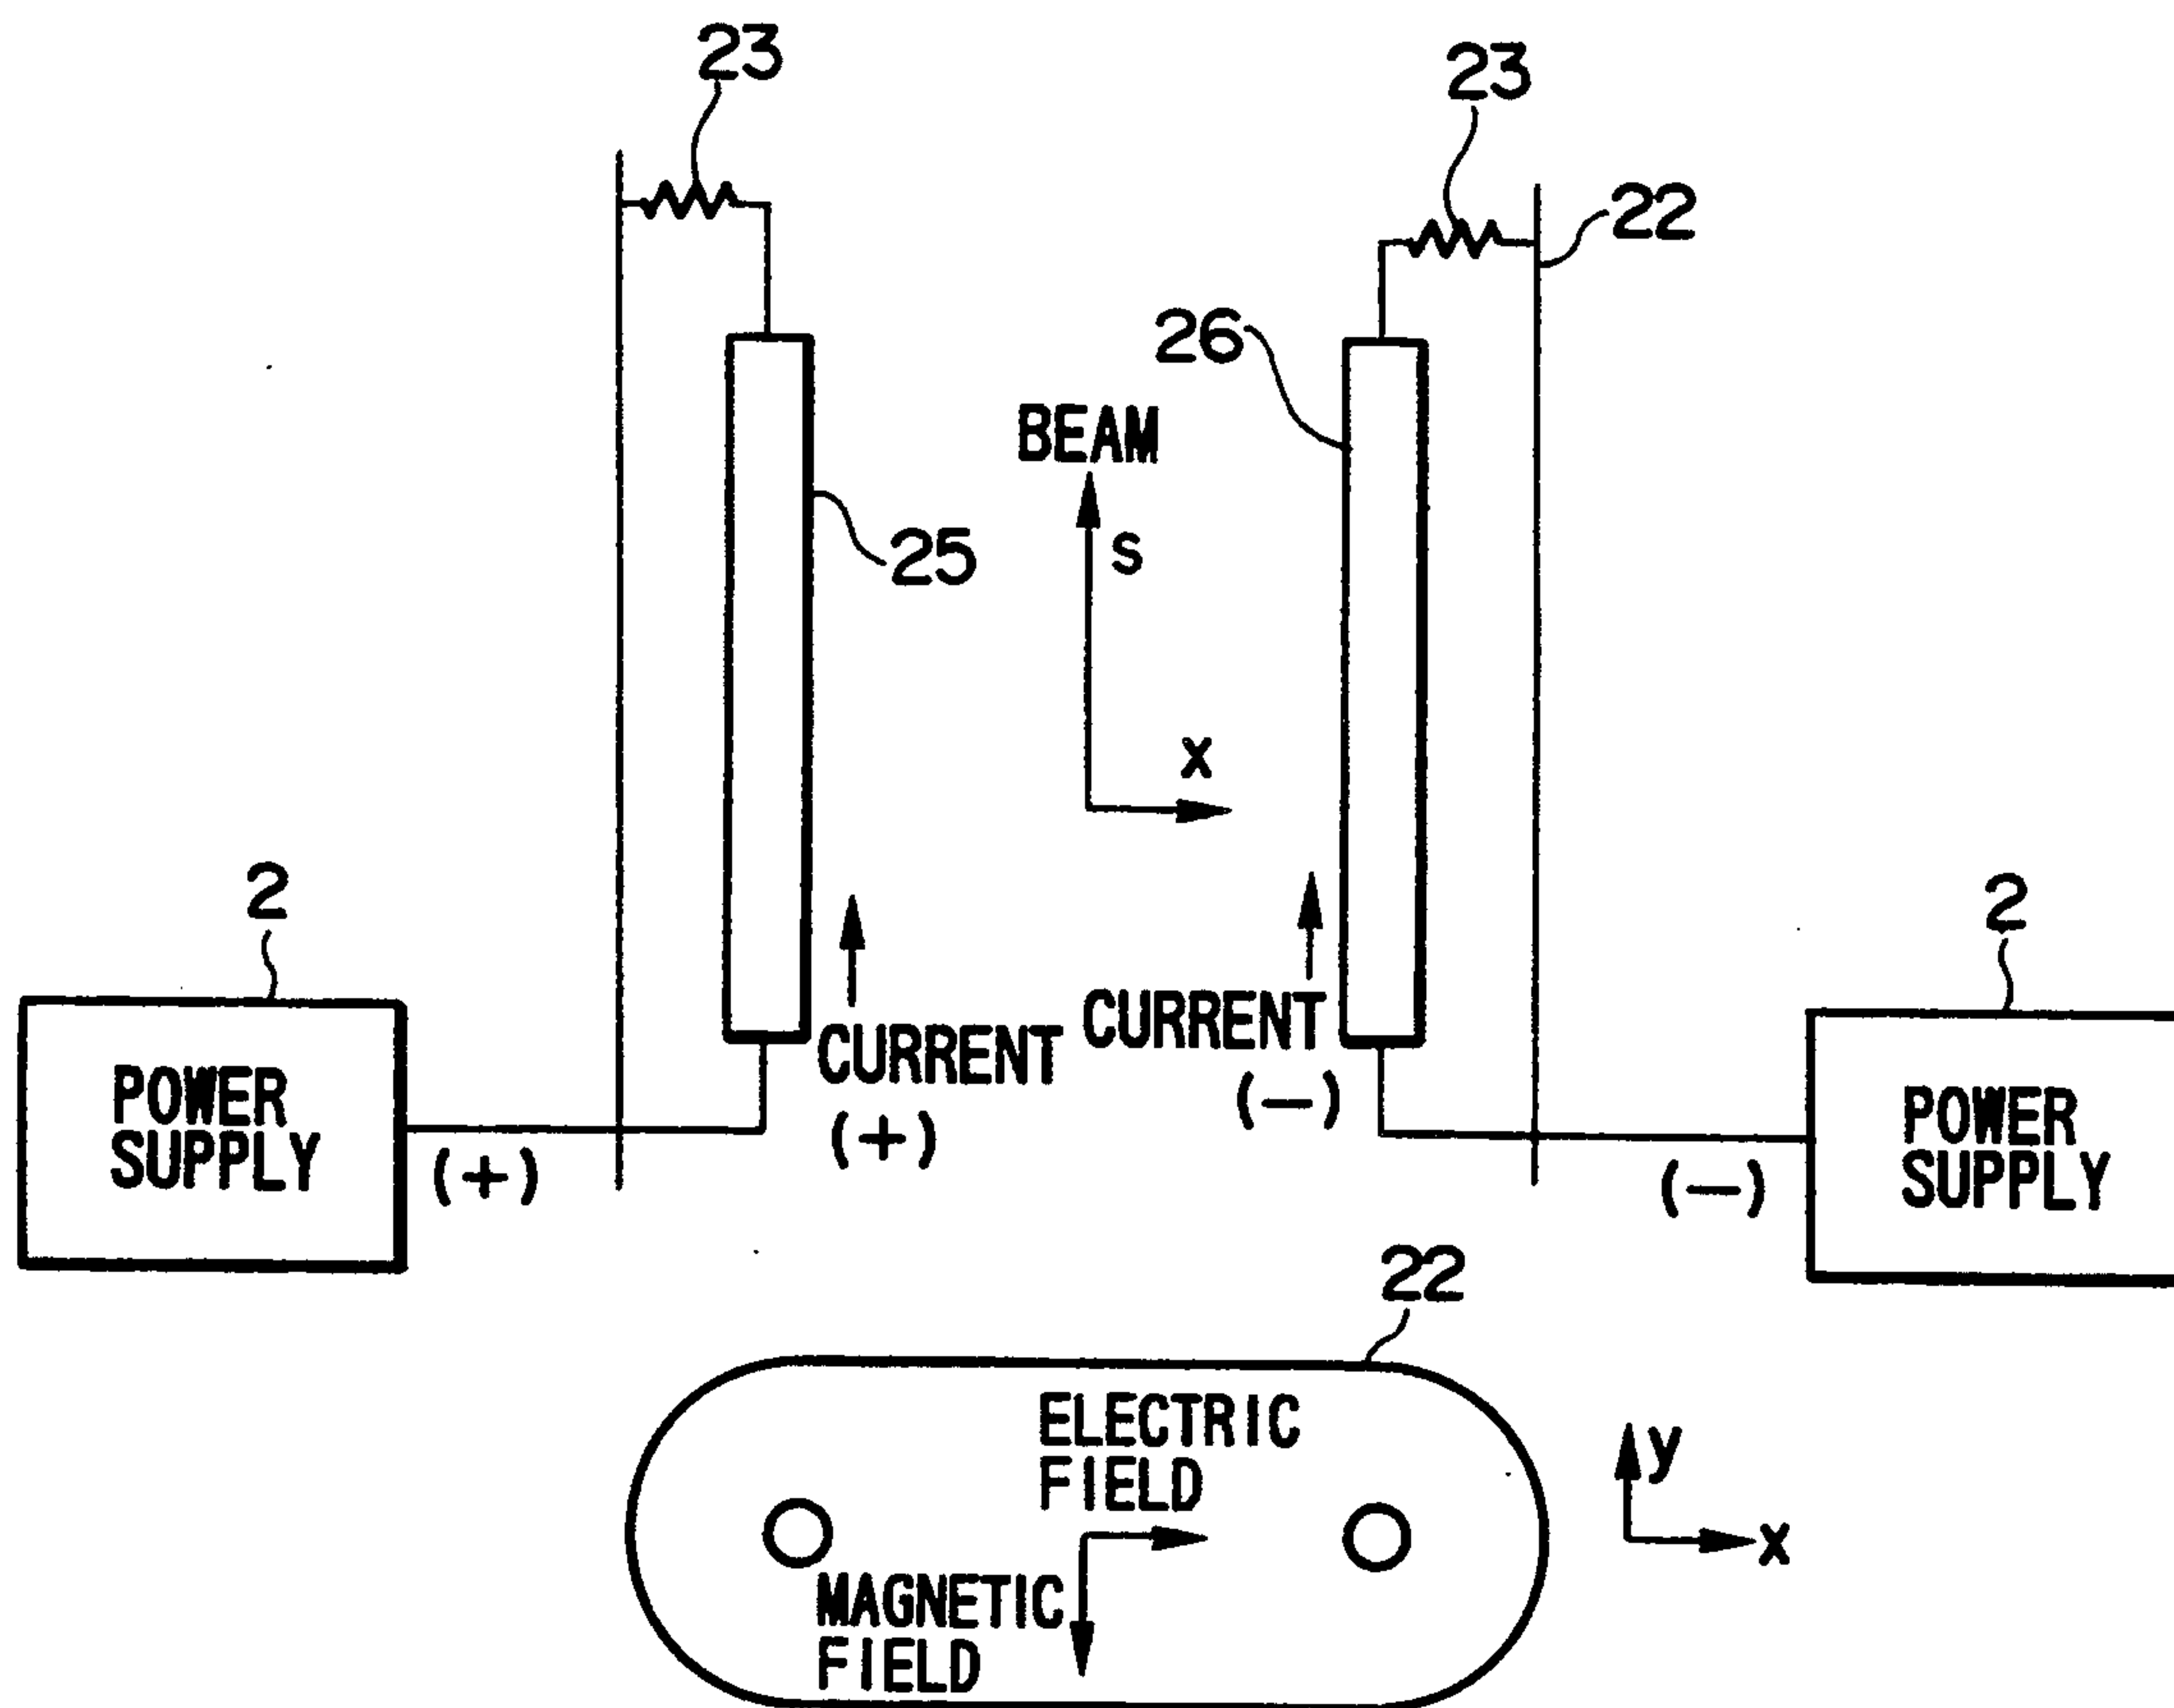 23
23
22
26
BEAM
S
25
X
2
2
CURRENT
(+)
CURRENT
(−)
POWER
SUPPLY
(+)
POWER
SUPPLY
(−)
22
ELECTRIC
FIELD
MAGNETIC
FIELD
y
X